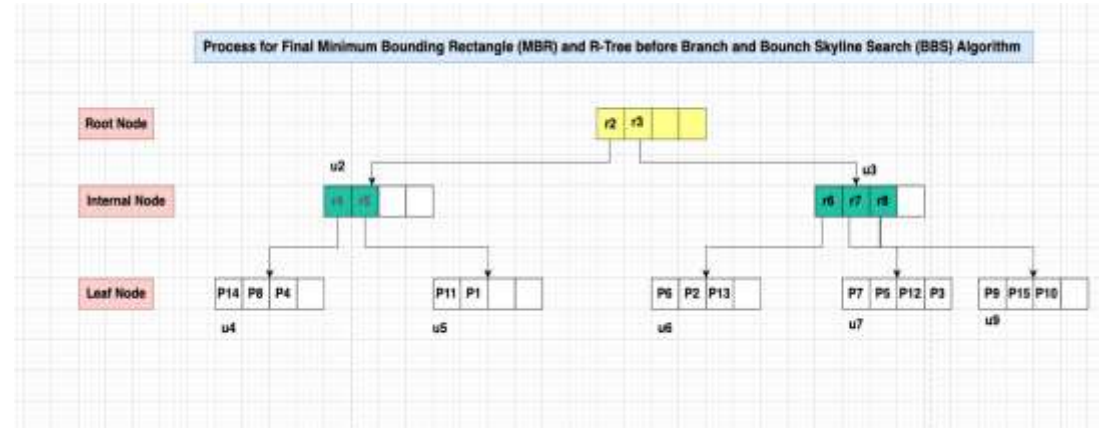 Process for Final Minimum Bounding Rectangle (MBR) and R-Tree before Branch and Bounch Skyline Search (BBS) Algorithm
Root Node
r2 r3
u2
u3
Internal Node
r4 r5
r6 r7 r8
Leaf Node
P14 P8 P4
P11 P1
P6 P2 P13
P7 P5 P12 P3
P9 P15 P10
u4
u5
u6
u7
u9